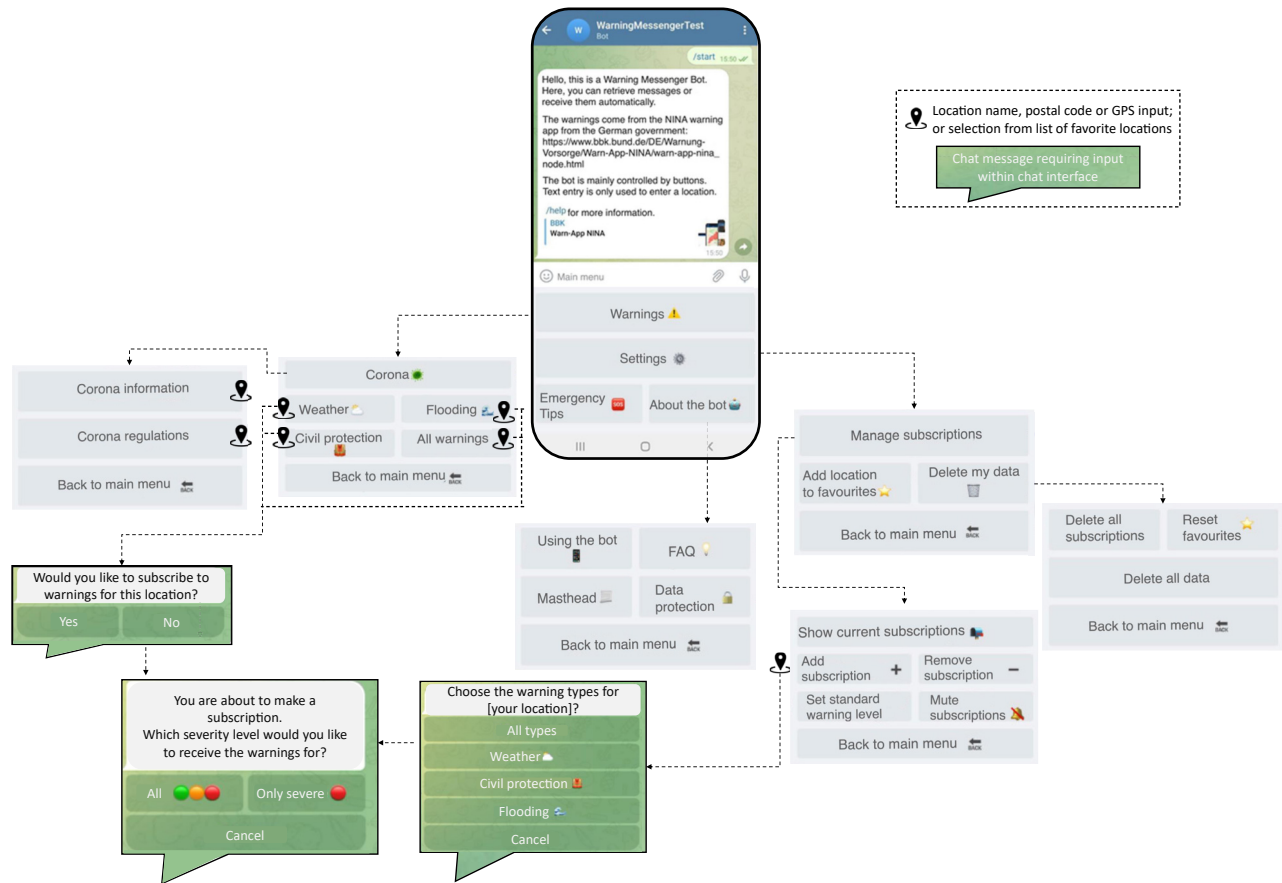 WarningMessengerTest
W
Bot
/start 15:50
Hello, this is a Warning Messenger Bot.
Here, you can retrieve messages or
receive them automatically.
The warnings come from the NINA warning
app from the German government:
https://www.bbk.bund.de/DE/Warnung-
Vorsorge/Warn-App-NINA/warn-app-nina_
node.html
The bot is mainly controlled by buttons.
Text entry is only used to enter a location.
/help for more information.
BBK
Warn-App NINA
15:50
Main menu
Warnings
Settings
Emergency
Tips
SOS
About the bot
Location name, postal code or GPS input;
or selection from list of favorite locations
Chat message requiring input
within chat interface
Corona information
Corona regulations
Back to main menu
BACK
Corona
Weather
Flooding
Civil protection
All warnings
Back to main menu
BACK
Manage subscriptions
Add location
to favourites
Delete my data
Back to main menu
BACK
Delete all
subscriptions
Reset
favourites
Delete all data
Back to main menu
BACK
Using the bot
FAQ
Masthead
Data
protection
Back to main menu
BACK
Would you like to subscribe to
warnings for this location?
Yes
No
Show current subscriptions
Add
subscription
Remove
subscription
Set standard
warning level
Mute
subscriptions
Back to main menu
BACK
You are about to make a
subscription.
Which severity level would you like
to receive the warnings for?
All
Only severe
Cancel
Choose the warning types for
[your location]?
All types
Weather
Civil protection
Flooding
Cancel